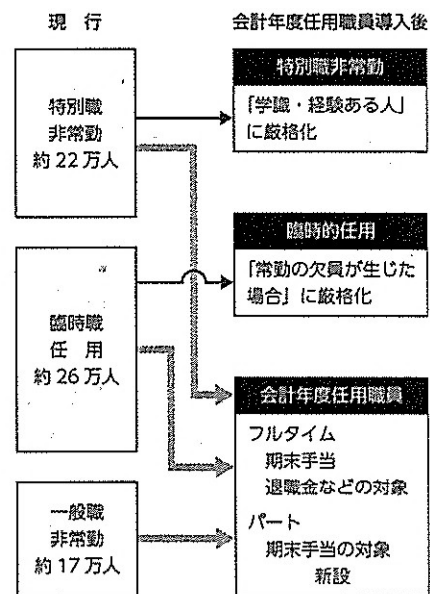 現 行
特別職
非常勤
約22万人
臨時職
任 用
約26万人
一般職
非常勤
約17万人
会計年度任用職員導入後
特別職非常勤
「学識・経験ある人」
に厳格化
臨時的任用
「常勤の欠員が生じた
場合」に厳格化
会計年度任用職員
フルタイム
期末手当
退職金などの対象
パート
期末手当の対象
新設